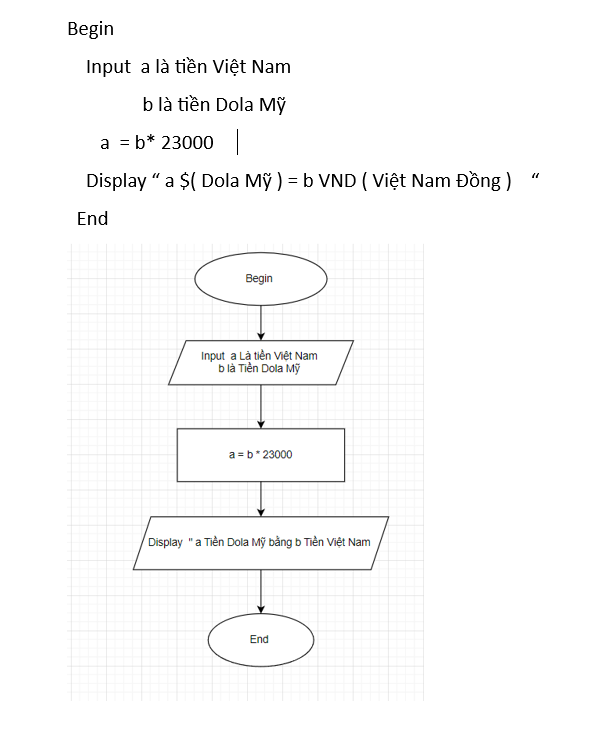 Begin
Input a là tiền Việt Nam
b là tiền Dola Mỹ
a = b* 23000
Display “ a $( Dola Mỹ ) = b VND ( Việt Nam Đồng ) “
End
Begin
Input a Là tiền Việt Nam
b là Tiền Dola Mỹ
a = b * 23000
Display " a Tiền Dola Mỹ bằng b Tiền Việt Nam
End